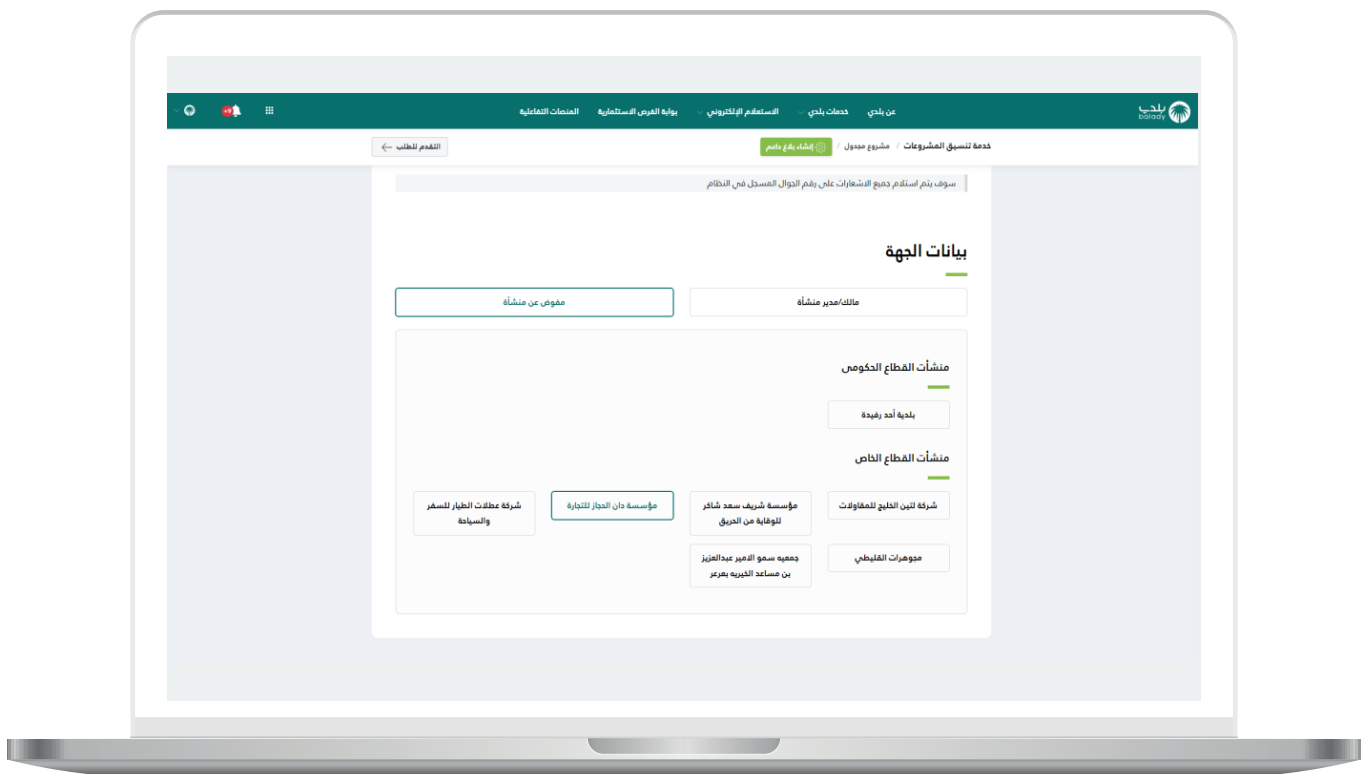 بلدي
balady
عن بلدي
خدمات بلدي
الاستعلام الإلكتروني
بوابة الفرص الاستثمارية
المنصات التفاعلية
خدمة تنسيق المشروعات / مشروع مجدول / إنشاء بلاغ داعم
التقدم للطلب
سوف يتم استلام جميع الاشعارات على رقم الجوال المسجل في النظام
بيانات الجهة
مالك/مدير منشأة
مفوض عن منشأة
منشأت القطاع الحكومى
بلدية أحد رفيدة
منشأت القطاع الخاص
شركة لتين الخليج للمقاولات
مؤسسة شريف سعد شاكر
للوقاية من الحريق
مؤسسة دان الحجاز للتجارة
شركة عطلات الطيار للسفر
والسياحة
مجوهرات القليطي
جمعيه سمو الامير عبدالعزيز
بن مساعد الخيريه بعرعر